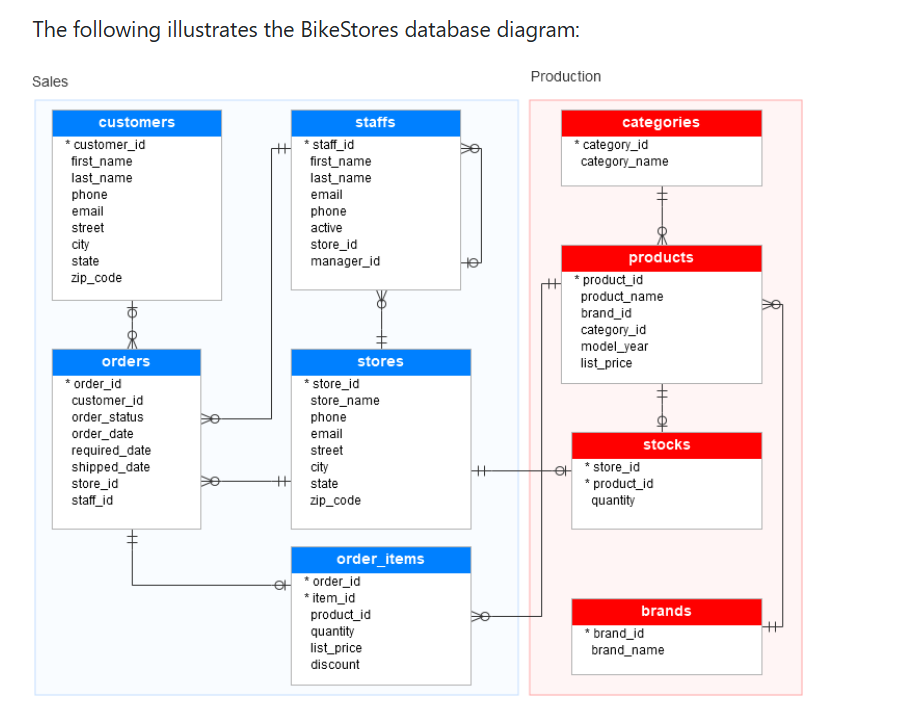 The following illustrates the BikeStores database diagram:
Sales
customers
* customer_id
first_name
last_name
phone
email
street
city
state
zip_code
staffs
* staff_id
first_name
last_name
email
phone
active
store_id
manager_id
orders
* order_id
customer_id
order_status
order_date
required_date
shipped_date
store_id
staff_id
stores
* store_id
store_name
phone
email
street
city
state
zip_code
order_items
* order_id
* item_id
product_id
quantity
list_price
discount
Production
categories
* category_id
category_name
products
* product_id
product_name
brand_id
category_id
model_year
list_price
stocks
* store_id
* product_id
quantity
brands
* brand_id
brand_name